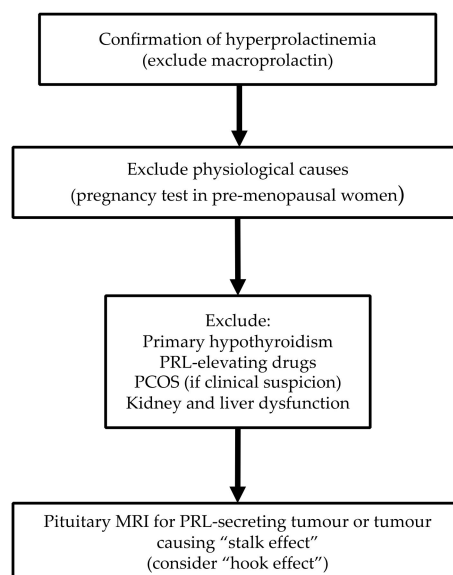 Confirmation of hyperprolactinemia
(exclude macroprolactin)
Exclude physiological causes
(pregnancy test in pre-menopausal women)
Exclude:
Primary hypothyroidism
PRL-elevating drugs
PCOS (if clinical suspicion)
Kidney and liver dysfunction
Pituitary MRI for PRL-secreting tumour or tumour
causing “stalk effect”
(consider “hook effect”)